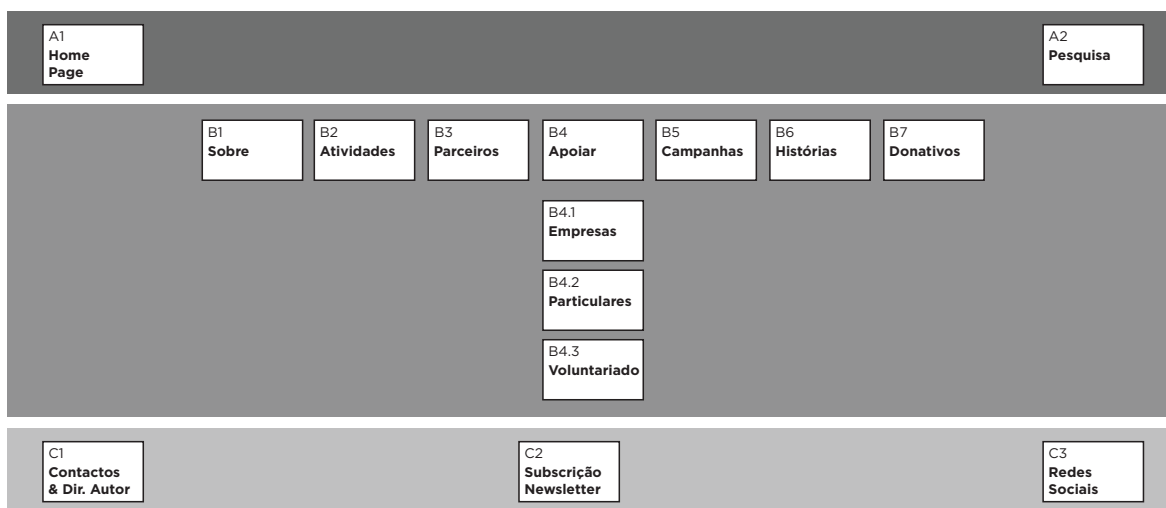 A1
Home
Page
A2
Pesquisa
B1
Sobre
B2
Atividades
B3
Parceiros
B4
Apoiar
B5
Campanhas
B6
Histórias
B7
Donativos
B4.1
Empresas
B4.2
Particulares
B4.3
Voluntariado
C1
Contactos
& Dir. Autor
C2
Subscrição
Newsletter
C3
Redes
Sociais